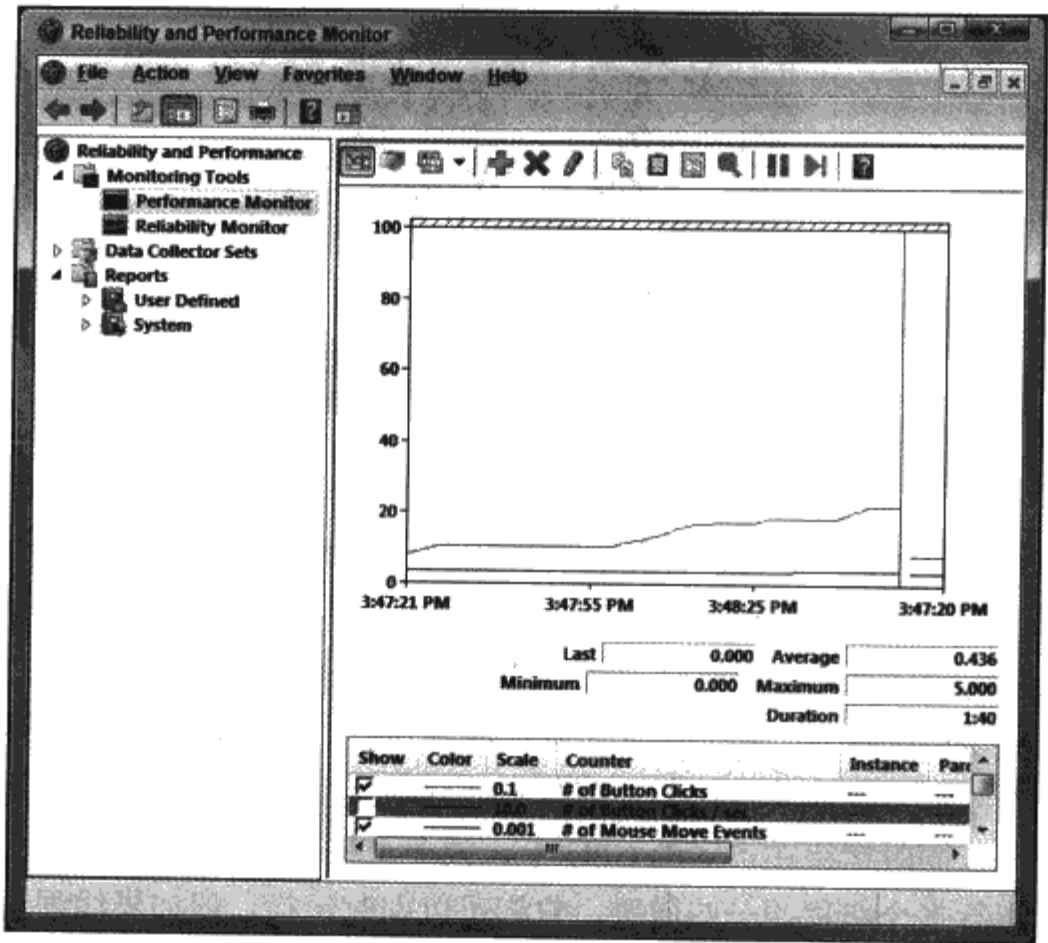 Reliability and Performance Monitor
File Action View Favorites Window Help
Reliability and Performance
Monitoring Tools
Performance Monitor
Reliability Monitor
Data Collector Sets
Reports
User Defined
System
100
80
60
40
20
0
3:47:21 PM 3:47:55 PM 3:48:25 PM 3:47:20 PM
Last 0.000 Average 0.436
Minimum 0.000 Maximum 5.000
Duration 1:40
Show Color Scale Counter Instance Pare
0.1 # of Button Clicks --- ---
10.0 # of Button Clicks / sec
0.001 # of Mouse Move Events --- ---